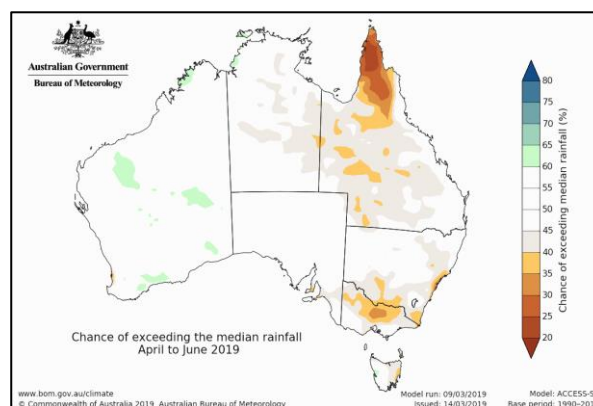 Australian Government
Bureau of Meteorology
80
75
70
65
60
55
50
45
40
35
30
25
20
Chance of exceeding median rainfall (%)
Chance of exceeding the median rainfall
April to June 2019
www.bom.gov.au/climate
© Commonwealth of Australia 2019, Australian Bureau of Meteorology
Model run: 09/03/2019
Issued: 14/03/2019
Model: ACCESS-S
Base period: